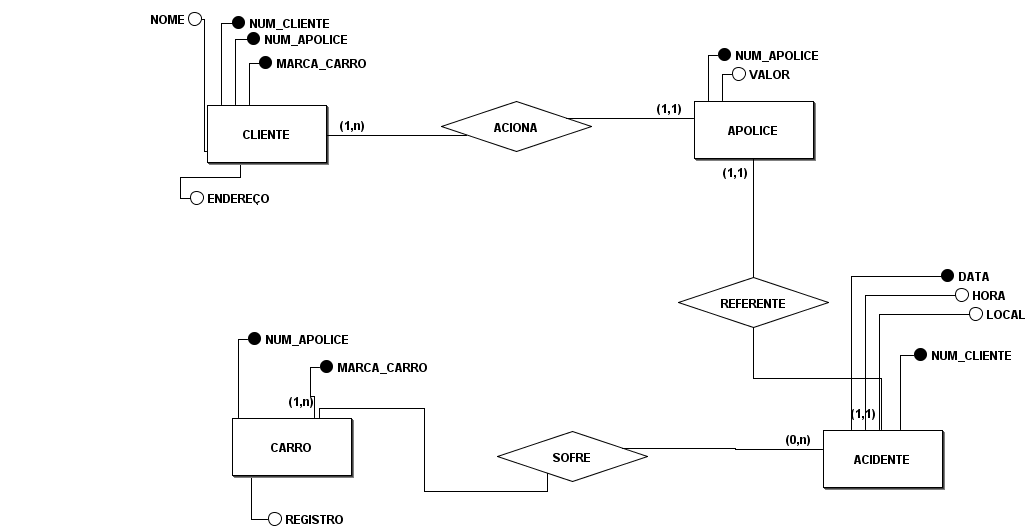 NOME
NUM_CLIENTE
NUM_APOLICE
MARCA_CARRO
CLIENTE
(1,n)
ENDEREÇO
ACIONA
(1,1)
NUM_APOLICE
VALOR
APOLICE
(1,1)
REFERENTE
DATA
HORA
LOCAL
NUM_CLIENTE
(1,1)
ACIDENTE
(0,n)
SOFRE
NUM_APOLICE
MARCA_CARRO
(1,n)
CARRO
REGISTRO